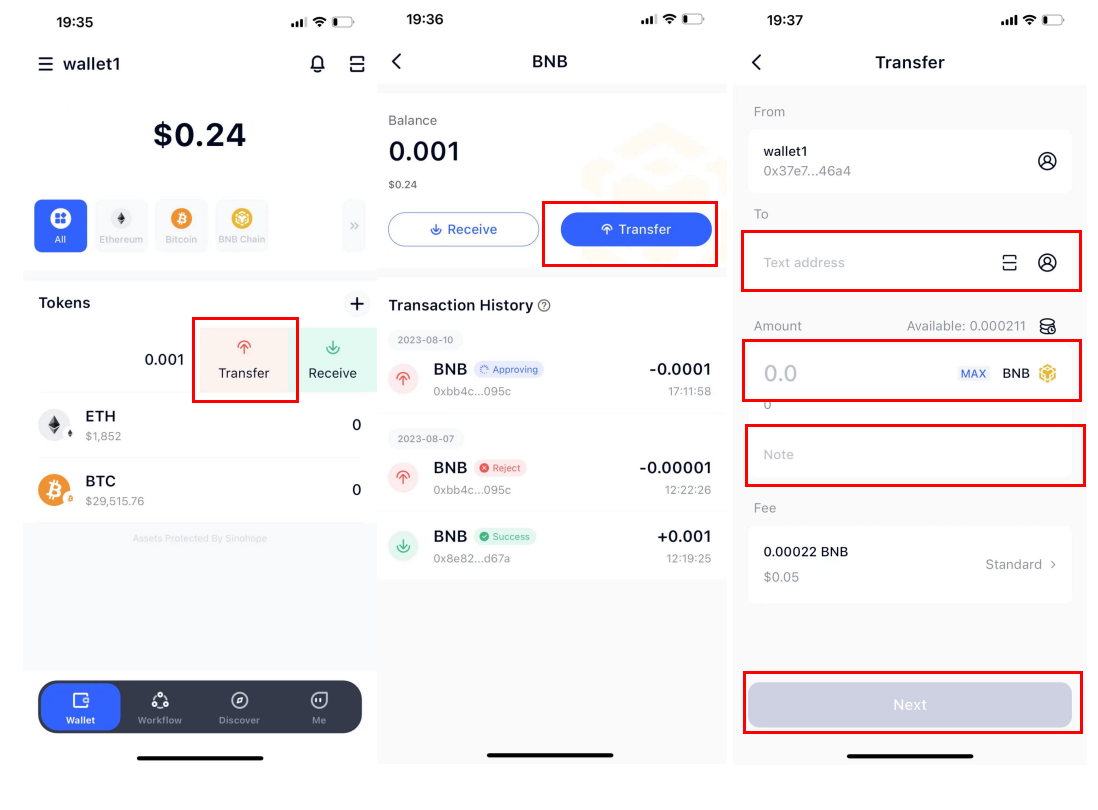 19:35
wallet1
$0.24
All
Ethereum
Bitcoin
BNB Chain
Tokens
0.001
Transfer
Receive
ETH
$1,852
0
BTC
$29,515.76
0
Assets Protected By Sinohope
Wallet
Workflow
Discover
Me
19:36
BNB
Balance
0.001
$0.24
Receive
Transfer
Transaction History
2023-08-10
BNB Approving -0.0001
0xbb4c...095c 17:11:58
2023-08-07
BNB Reject -0.00001
0xbb4c...095c 12:22:26
BNB Success +0.001
0x8e82...d67a 12:19:25
19:37
Transfer
From
wallet1
0x37e7...46a4
To
Text address
Amount Available: 0.000211
0.0 MAX BNB
0
Note
Fee
0.00022 BNB
$0.05
Standard
Next